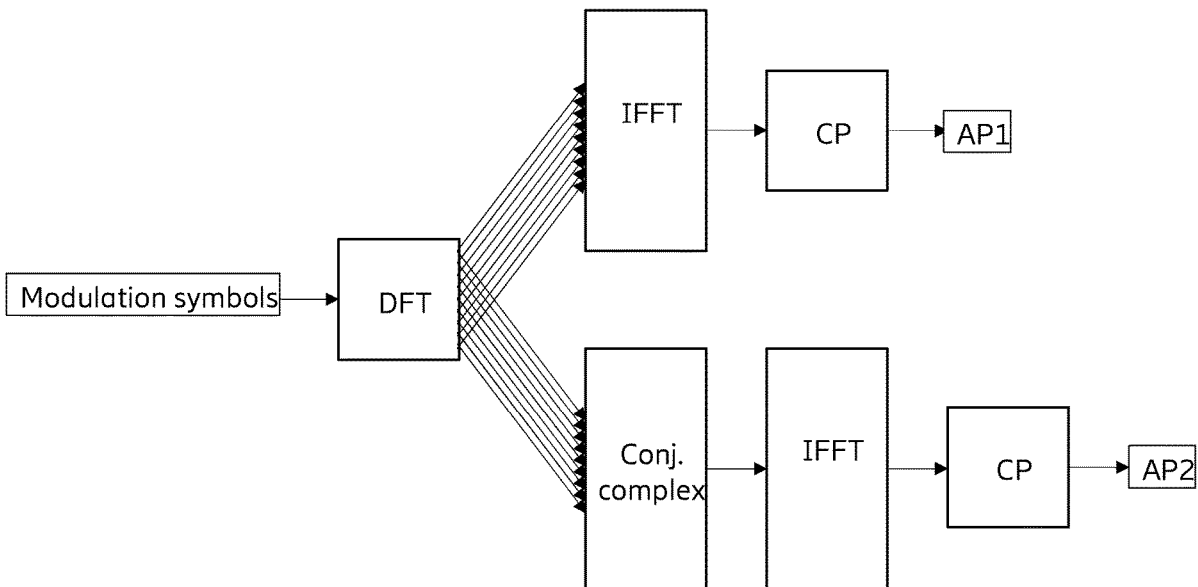 IFFT
CP
AP1
Modulation symbols
DFT
Conj.
complex
IFFT
CP
AP2